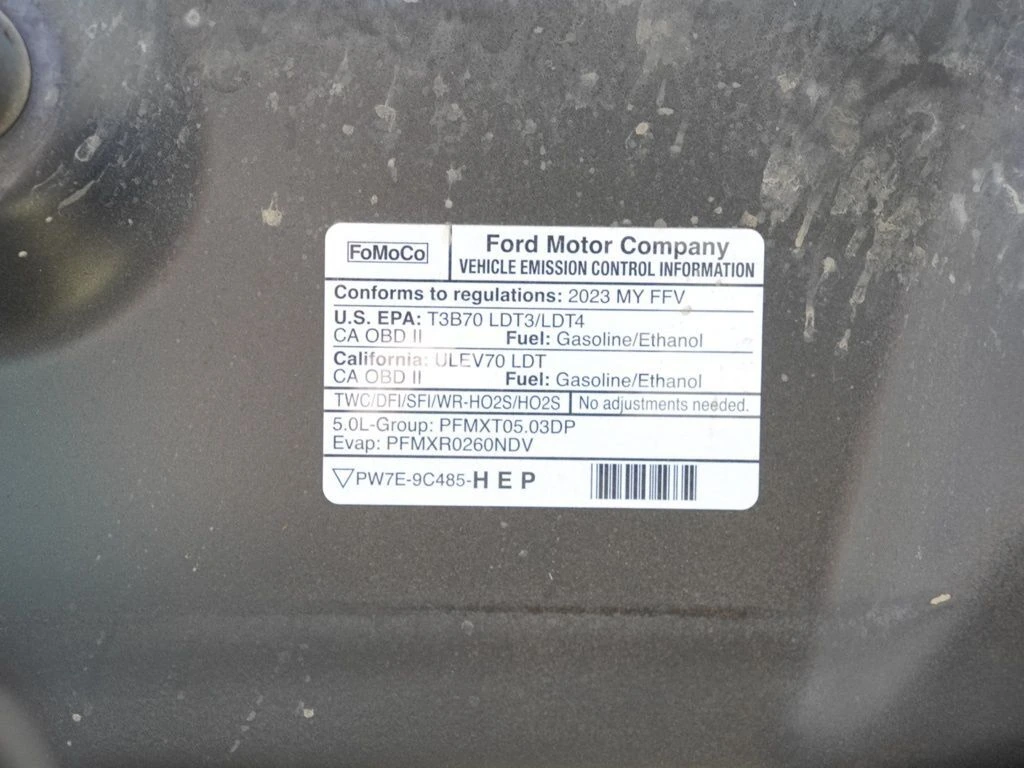 FoMoCo
Ford Motor Company
VEHICLE EMISSION CONTROL INFORMATION
Conforms to regulations: 2023 MY FFV
U.S. EPA: T3B70 LDT3/LDT4
CA OBD II Fuel: Gasoline/Ethanol
California: ULEV70 LDT
CA OBD II Fuel: Gasoline/Ethanol
TWC/DFI/SFI/WR-HO2S/HO2S No adjustments needed.
5.0L-Group: PFMXT05.03DP
Evap: PFMXR0260NDV
PW7E-9C485-H E P